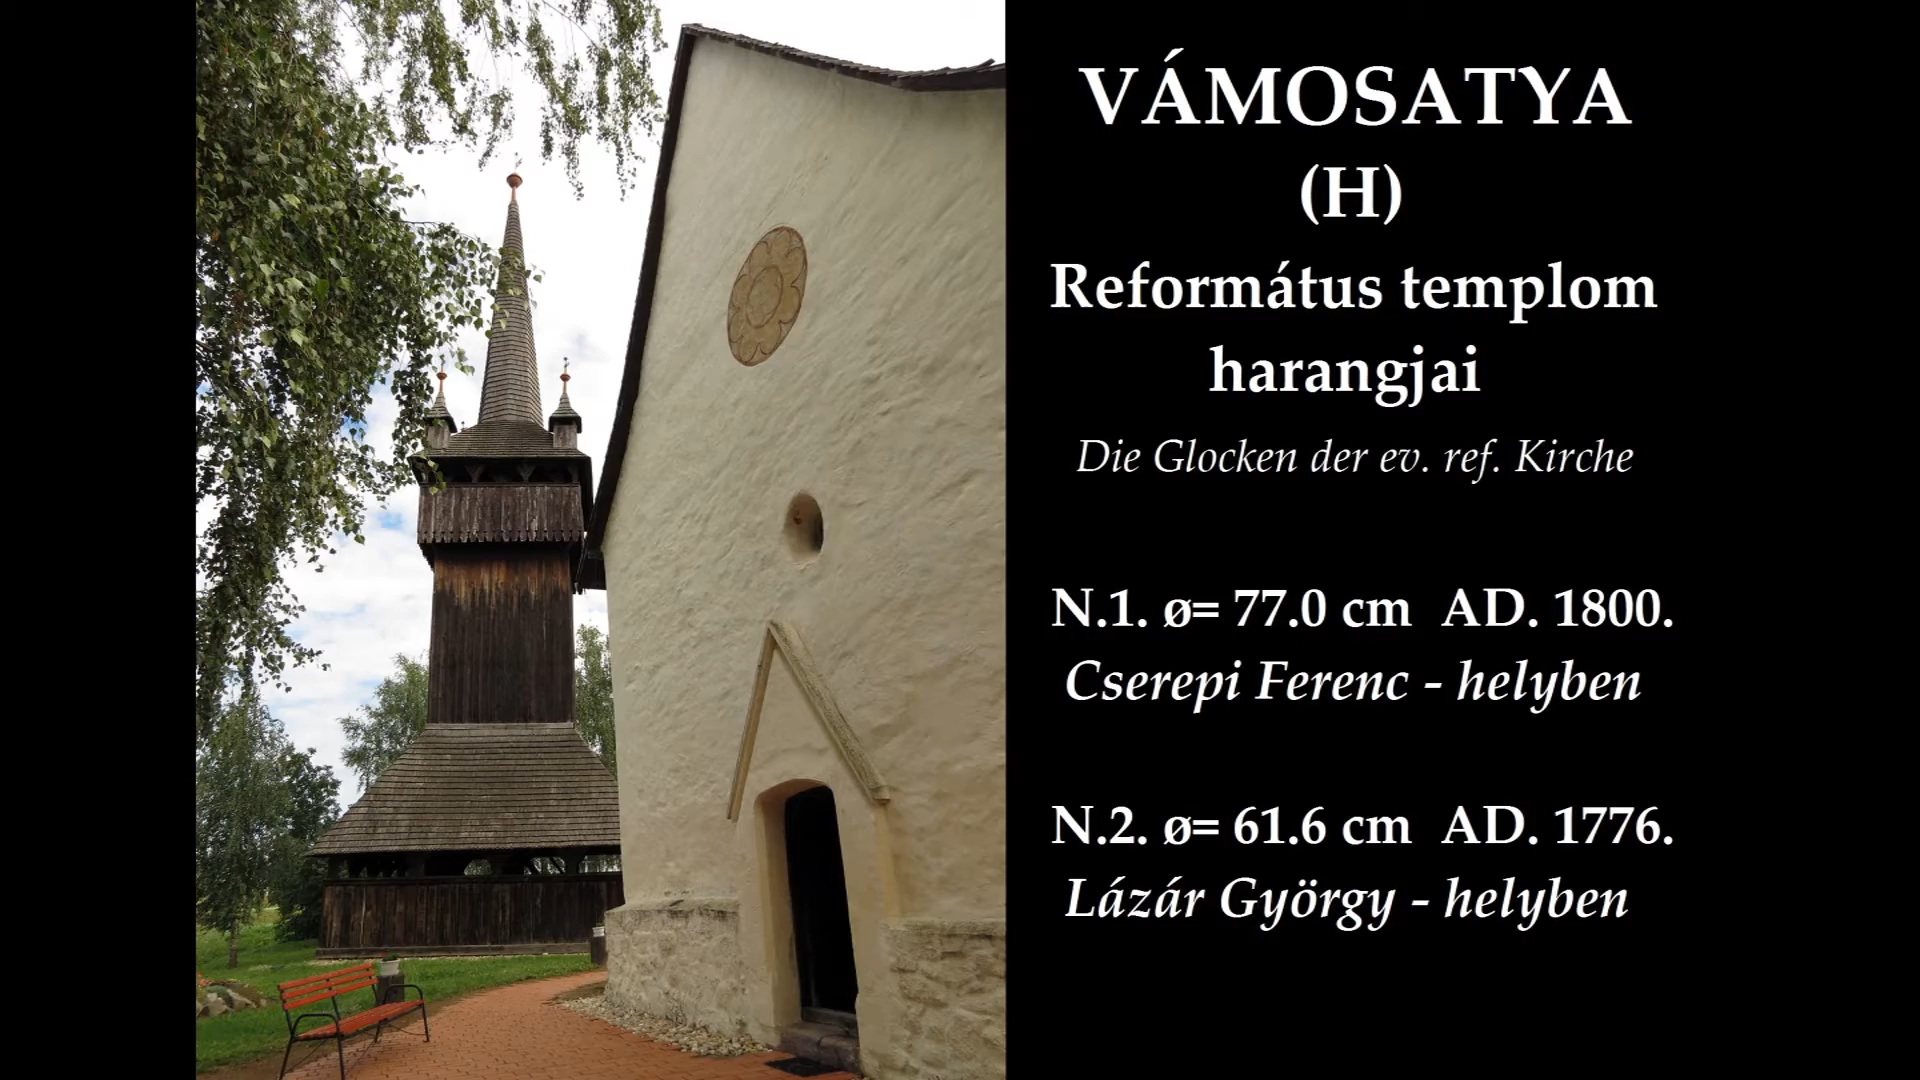 VÁMOSATYA
(H)
Református templom
harangjai
Die Glocken der ev. ref. Kirche
N.1. ø= 77.0 cm AD. 1800.
Cserepi Ferenc - helyben
N.2. ø= 61.6 cm AD. 1776.
Lázár György - helyben